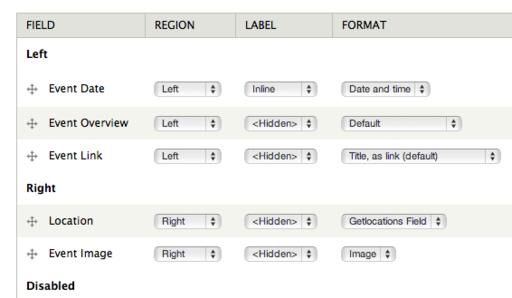 FIELD REGION LABEL FORMAT
Left
Event Date Left Inline Date and time
Event Overview Left <Hidden> Default
Event Link Left <Hidden> Title, as link (default)
Right
Location Right <Hidden> Getlocations Field
Event Image Right <Hidden> Image
Disabled